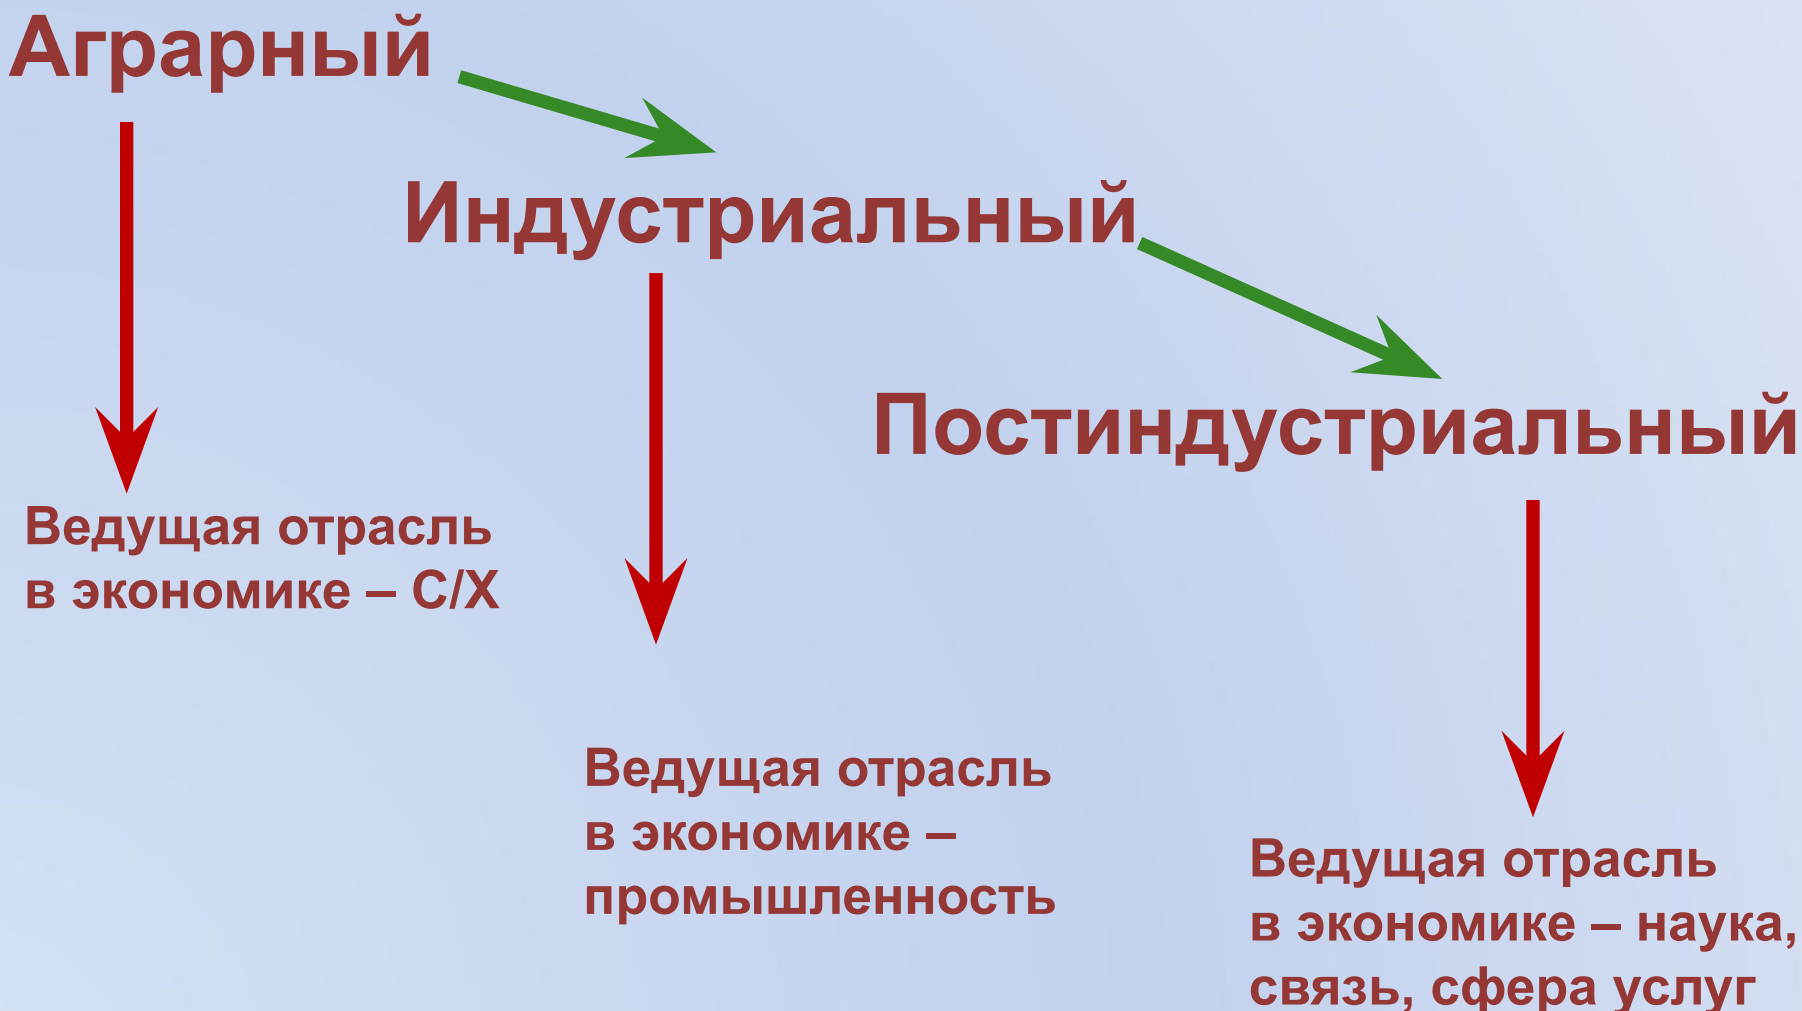 Аграрный
Индустриальный
Постиндустриальный
Ведущая отрасль
в экономике – С/Х
Ведущая отрасль
в экономике –
промышленность
Ведущая отрасль
в экономике – наука,
связь, сфера услуг